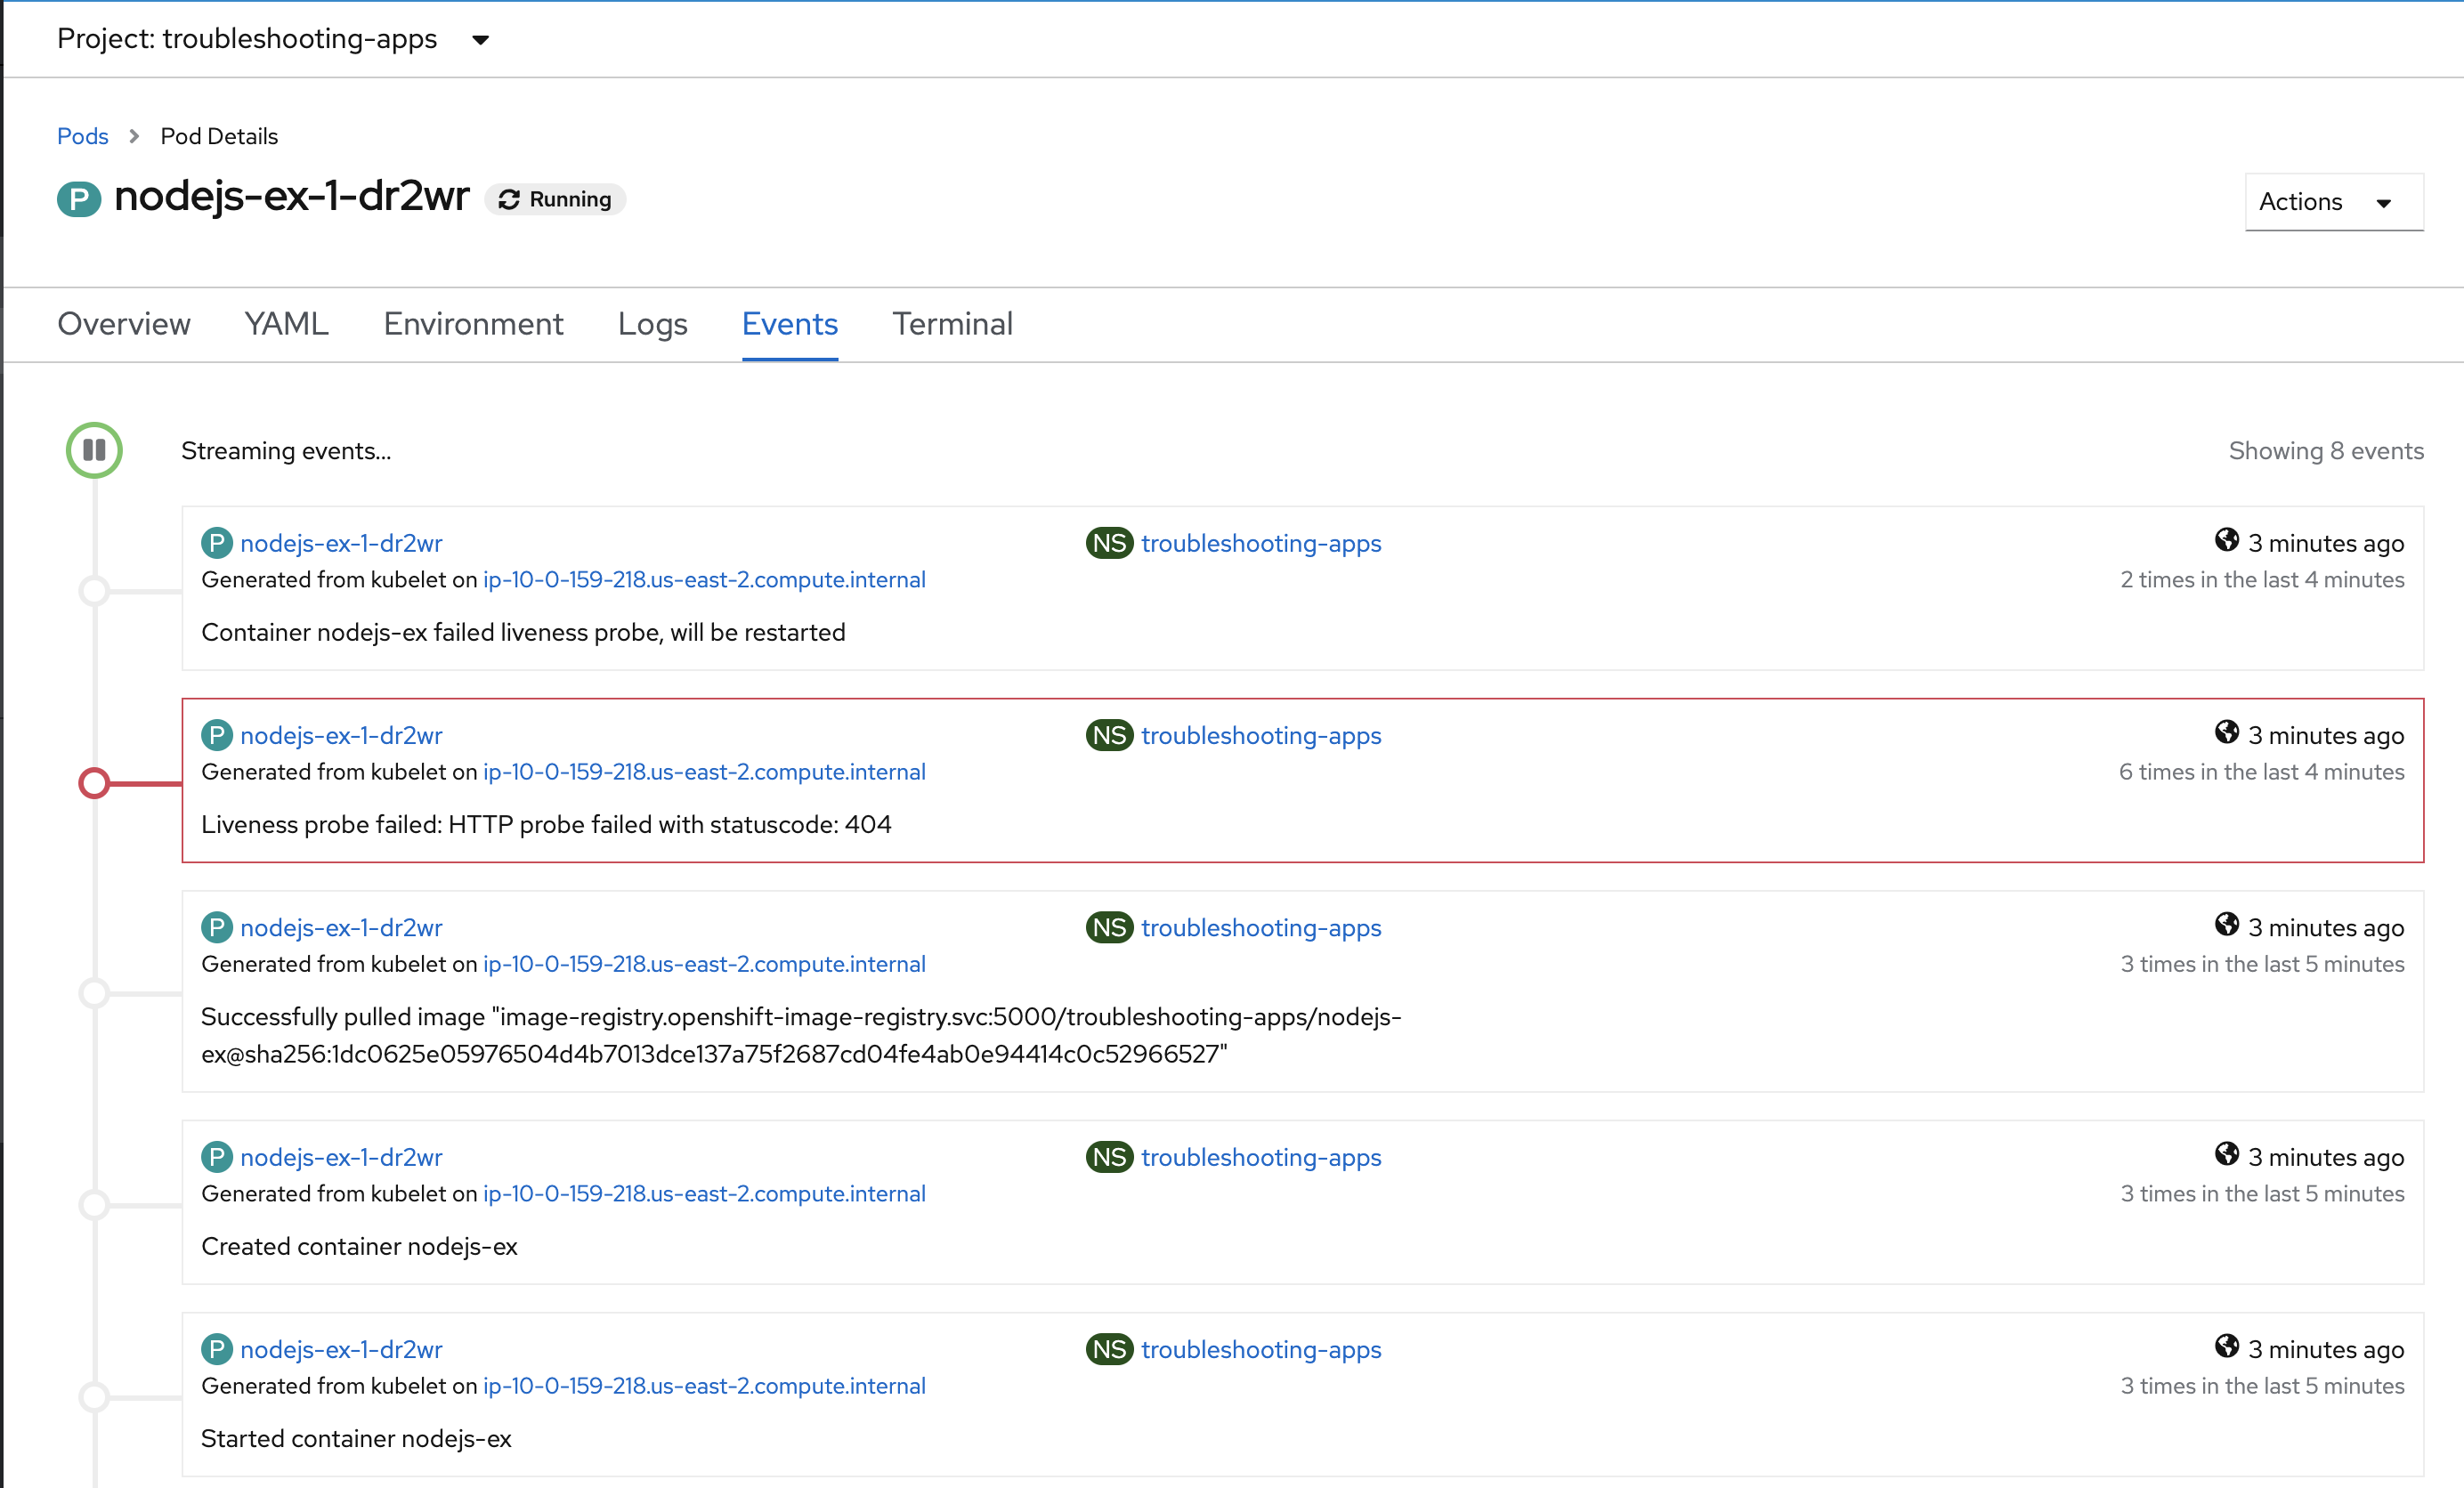 Project: troubleshooting-apps
Pods > Pod Details
P nodejs-ex-1-dr2wr Running
Actions
Overview YAML Environment Logs Events Terminal
Streaming events... Showing 8 events
P nodejs-ex-1-dr2wr NS troubleshooting-apps 3 minutes ago
Generated from kubelet on ip-10-0-159-218.us-east-2.compute.internal 2 times in the last 4 minutes
Container nodejs-ex failed liveness probe, will be restarted
P nodejs-ex-1-dr2wr NS troubleshooting-apps 3 minutes ago
Generated from kubelet on ip-10-0-159-218.us-east-2.compute.internal 6 times in the last 4 minutes
Liveness probe failed: HTTP probe failed with statuscode: 404
P nodejs-ex-1-dr2wr NS troubleshooting-apps 3 minutes ago
Generated from kubelet on ip-10-0-159-218.us-east-2.compute.internal 3 times in the last 5 minutes
Successfully pulled image "image-registry.openshift-image-registry.svc:5000/troubleshooting-apps/nodejs-
ex@sha256:1dc0625e05976504d4b7013dce137a75f2687cd04fe4ab0e94414c0c52966527"
P nodejs-ex-1-dr2wr NS troubleshooting-apps 3 minutes ago
Generated from kubelet on ip-10-0-159-218.us-east-2.compute.internal 3 times in the last 5 minutes
Created container nodejs-ex
P nodejs-ex-1-dr2wr NS troubleshooting-apps 3 minutes ago
Generated from kubelet on ip-10-0-159-218.us-east-2.compute.internal 3 times in the last 5 minutes
Started container nodejs-ex